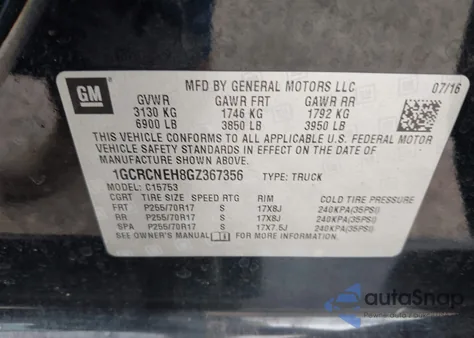 GM
MFD BY GENERAL MOTORS LLC
07/16
GVWR GAWR FRT GAWR RR
3130 KG 1746 KG 1792 KG
6900 LB 3850 LB 3950 LB
THIS VEHICLE CONFORMS TO ALL APPLICABLE U.S. FEDERAL MOTOR
VEHICLE SAFETY STANDARDS IN EFFECT ON THE DATE OF
MANUFACTURE SHOWN ABOVE.
1GCRCNEH8GZ367356 TYPE: TRUCK
MODEL: C15753
CGRT TIRE SIZE SPEED RTG RIM COLD TIRE PRESSURE
FRT P255/70R17 S 17X8J 240KPA(35PSI)
RR P255/70R17 S 17X8J 240KPA(35PSI)
SPA P255/70R17 S 17X7.5J 240KPA(35PSI)
SEE OWNER'S MANUAL FOR MORE INFORMATION
autoSnap